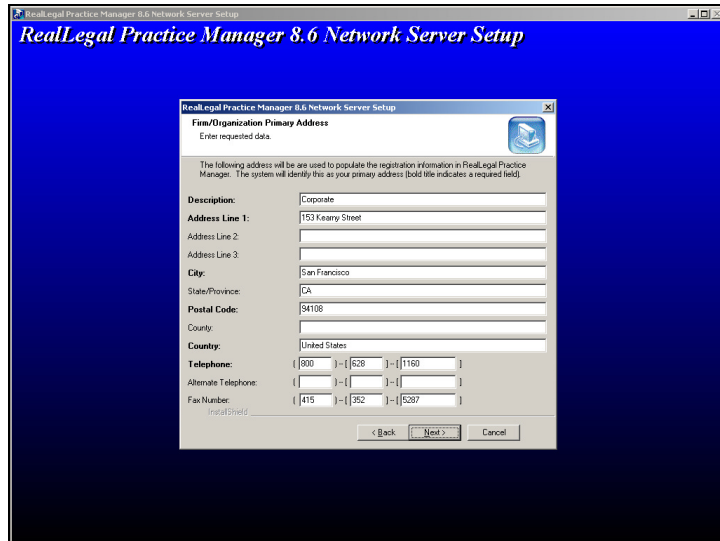 RealLegal Practice Manager 8.6 Network Server Setup
RealLegal Practice Manager 8.6 Network Server Setup
RealLegal Practice Manager 8.6 Network Server Setup
Firm/Organization Primary Address
Enter requested data.
The following address will be are used to populate the registration information in RealLegal Practice
Manager. The system will identify this as your primary address (bold title indicates a required field).
Description: Corporate
Address Line 1: 153 Kearny Street
Address Line 2:
Address Line 3:
City: San Francisco
State/Province: CA
Postal Code: 94108
County:
Country: United States
Telephone: ( 800 ) - ( 628 ) - ( 1160 )
Alternate Telephone: ( ) - ( ) - ( )
Fax Number: ( 415 ) - ( 352 ) - ( 5287 )
InstallShield
< Back Next > Cancel